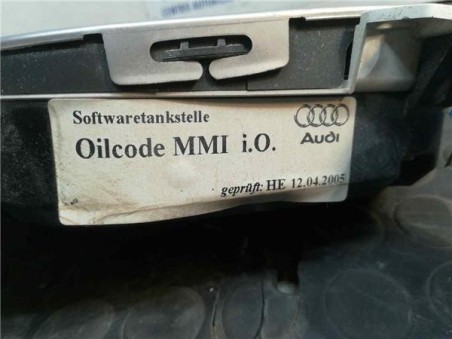 Softwaretankstelle
Audi
Oilcode MMI i.O.
geprüft: HE 12.04.2005